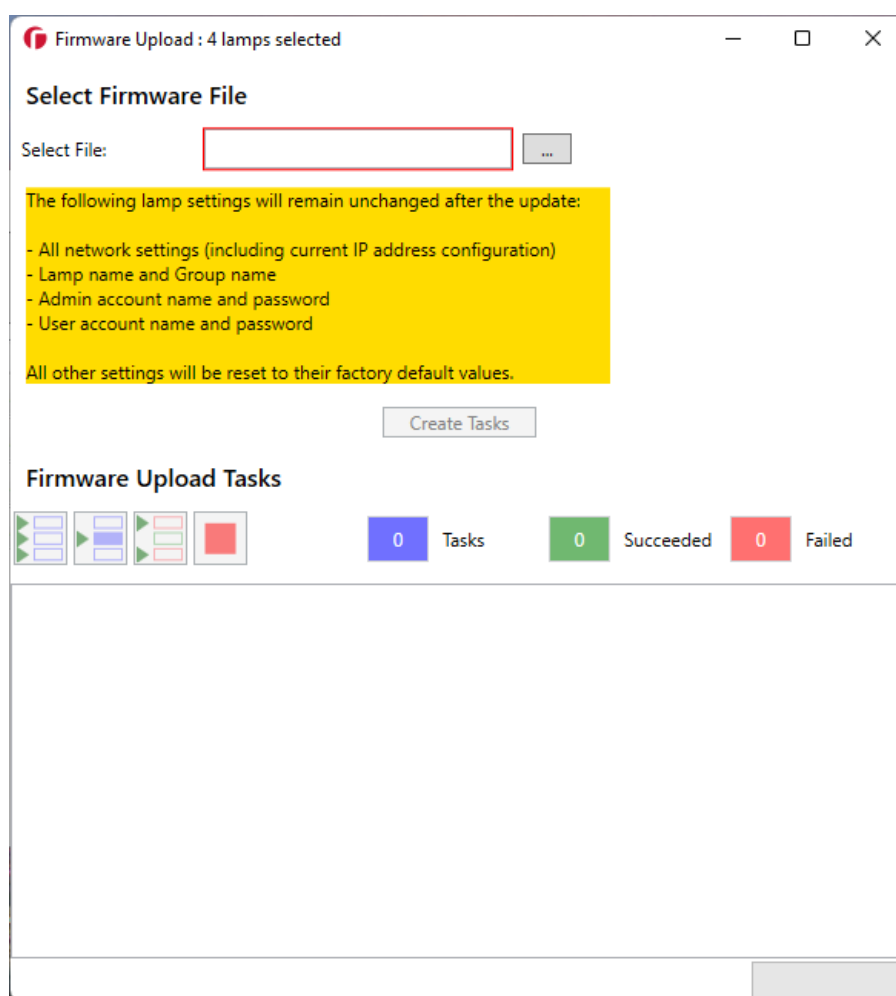 Firmware Upload : 4 lamps selected
Select Firmware File
Select File:
...
The following lamp settings will remain unchanged after the update:
- All network settings (including current IP address configuration)
- Lamp name and Group name
- Admin account name and password
- User account name and password
All other settings will be reset to their factory default values.
Create Tasks
Firmware Upload Tasks
0 Tasks 0 Succeeded 0 Failed